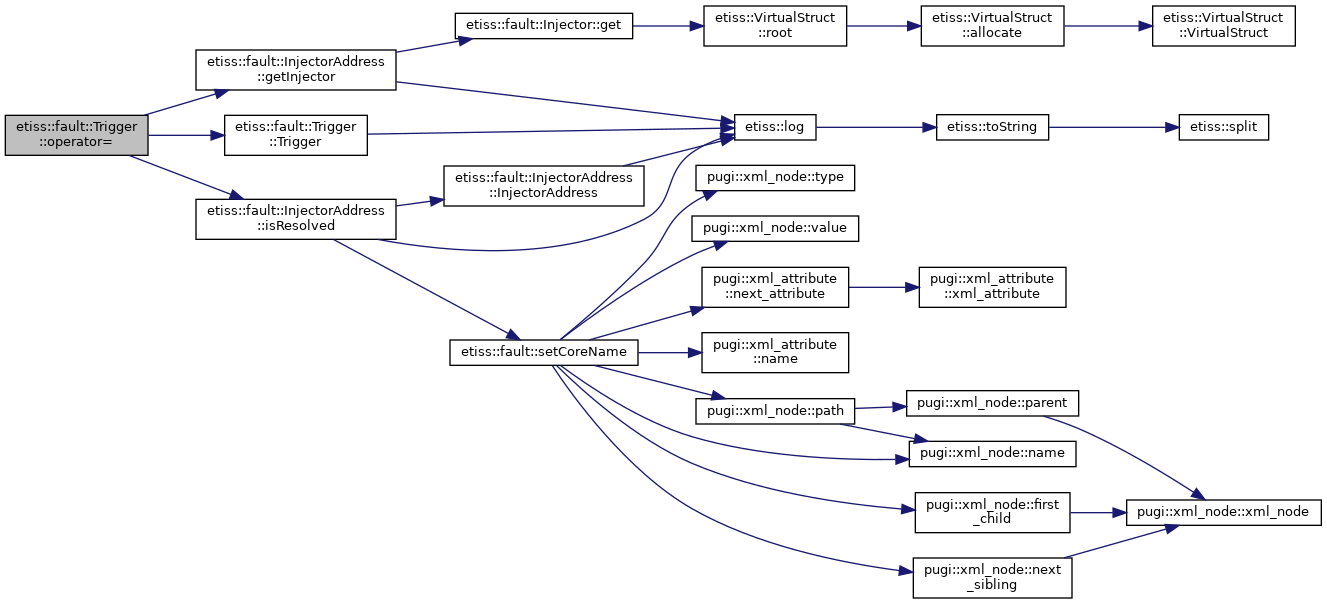 etiss::fault::Trigger
::operator=
etiss::fault::InjectorAddress
::getInjector
etiss::fault::Injector::get
etiss::VirtualStruct
::root
etiss::VirtualStruct
::allocate
etiss::VirtualStruct
::VirtualStruct
etiss::fault::Trigger
::Trigger
etiss::log
etiss::toString
etiss::split
etiss::fault::InjectorAddress
::isResolved
etiss::fault::InjectorAddress
::InjectorAddress
etiss::fault::setCoreName
pugi::xml_node::type
pugi::xml_node::value
pugi::xml_attribute
::next_attribute
pugi::xml_attribute
::xml_attribute
pugi::xml_attribute
::name
pugi::xml_node::path
pugi::xml_node::parent
pugi::xml_node::name
pugi::xml_node::first
_child
pugi::xml_node::xml_node
pugi::xml_node::next
_sibling